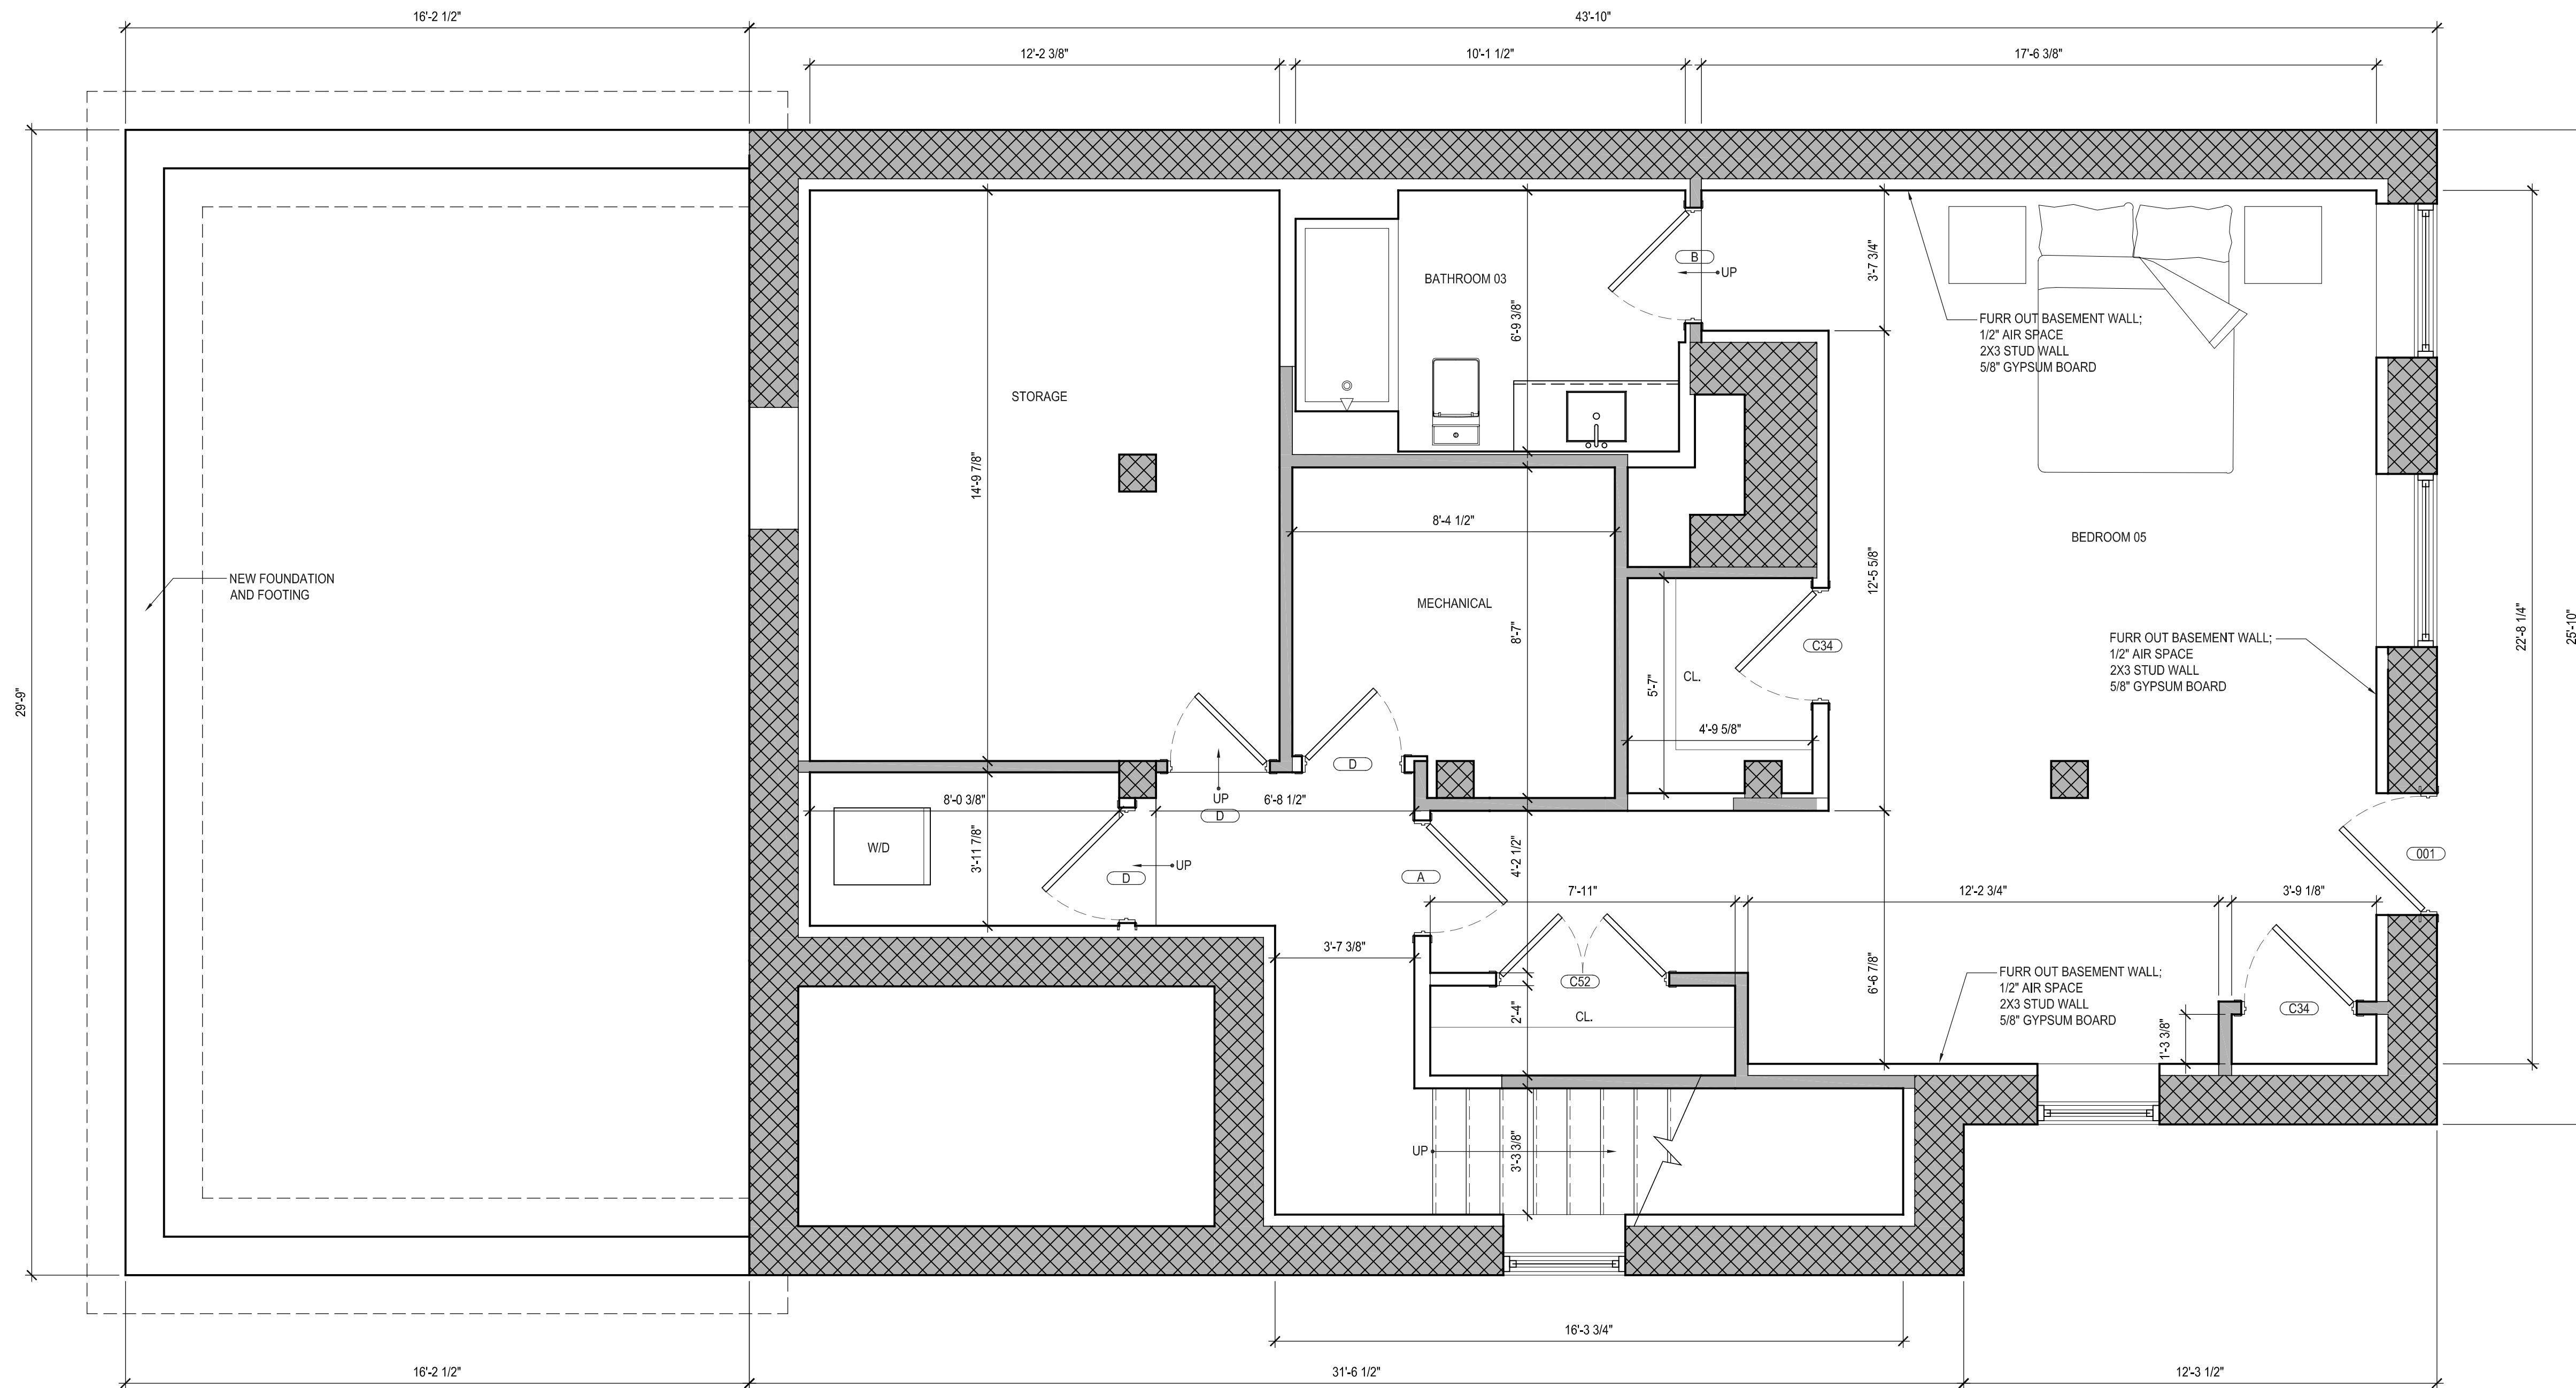 16'-2 1/2"
43'-10"
12'-2 3/8"
10'-1 1/2"
17'-6 3/8"
B
UP
3'-7 3/4"
BATHROOM 03
6'-9 3/8"
FURR OUT BASEMENT WALL;
1/2" AIR SPACE
2X3 STUD WALL
5/8" GYPSUM BOARD
STORAGE
14'-9 7/8"
8'-4 1/2"
BEDROOM 05
12'-5 5/8"
NEW FOUNDATION
AND FOOTING
MECHANICAL
8'-7"
C34
CL.
5'-7"
4'-9 5/8"
FURR OUT BASEMENT WALL;
1/2" AIR SPACE
2X3 STUD WALL
5/8" GYPSUM BOARD
22'-8 1/4"
25'-10"
29'-9"
D
8'-0 3/8"
UP
D
6'-8 1/2"
W/D
3'-11 7/8"
UP
D
4'-2 1/2"
A
001
7'-11"
12'-2 3/4"
3'-9 1/8"
3'-7 3/8"
C52
2'-4"
CL.
6'-6 7/8"
FURR OUT BASEMENT WALL;
1/2" AIR SPACE
2X3 STUD WALL
5/8" GYPSUM BOARD
C34
1'-3 3/8"
UP
3'-3 3/8"
16'-3 3/4"
16'-2 1/2"
31'-6 1/2"
12'-3 1/2"